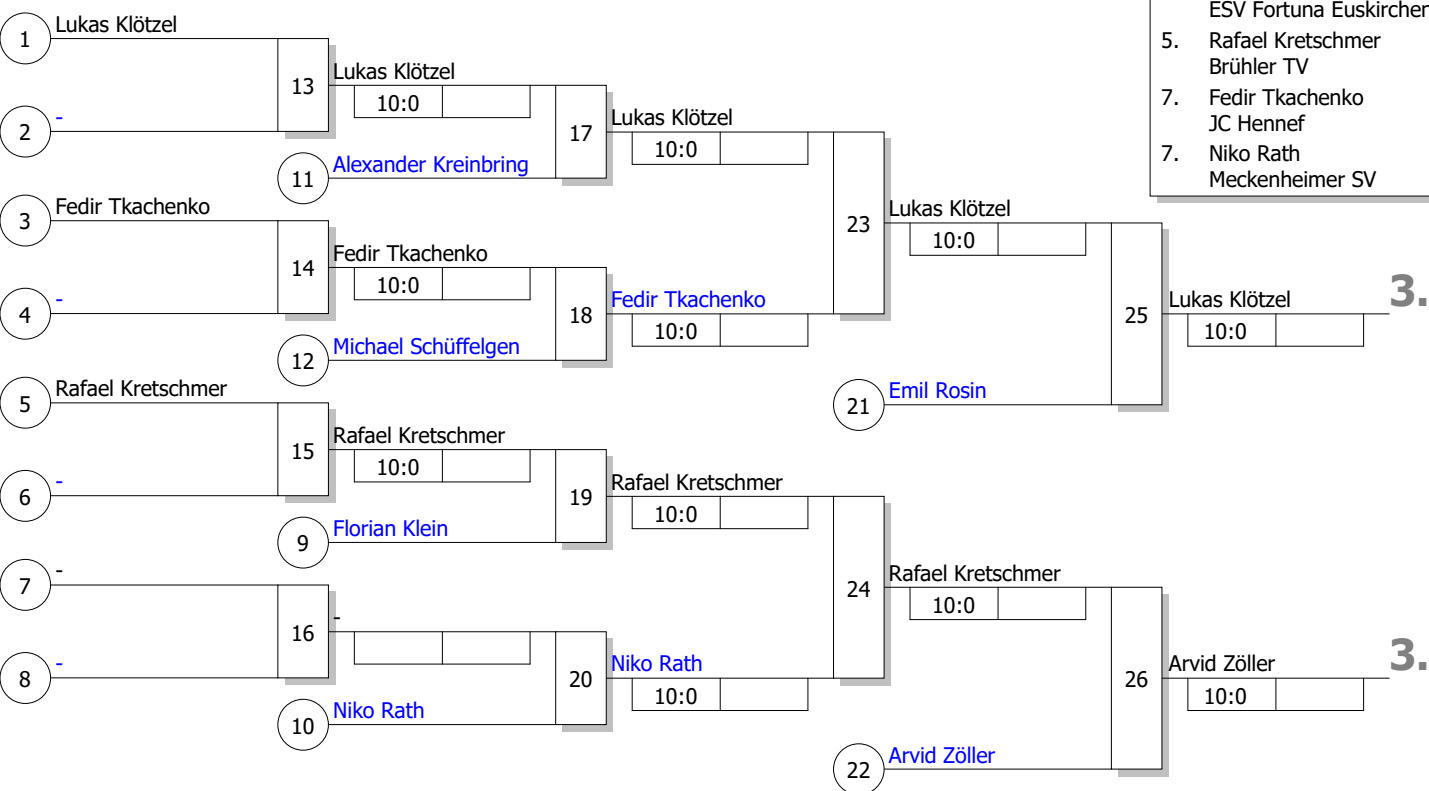 ESV Fortuna Euskirchen
5. Rafael Kretschmer
Brühler TV
7. Fedir Tkachenko
JC Hennef
7. Niko Rath
Meckenheimer SV
1 Lukas Klötzel
2 -
13 Lukas Klötzel
10:0
11 Alexander Kreinbring
17 Lukas Klötzel
10:0
3 Fedir Tkachenko
4 -
14 Fedir Tkachenko
10:0
12 Michael Schüffelgen
18 Fedir Tkachenko
10:0
23 Lukas Klötzel
10:0
21 Emil Rosin
25 Lukas Klötzel 3.
10:0
5 Rafael Kretschmer
6 -
15 Rafael Kretschmer
10:0
9 Florian Klein
19 Rafael Kretschmer
10:0
7 -
8 -
16 -
10 Niko Rath
20 Niko Rath
10:0
24 Rafael Kretschmer
10:0
22 Arvid Zöller
26 Arvid Zöller 3.
10:0